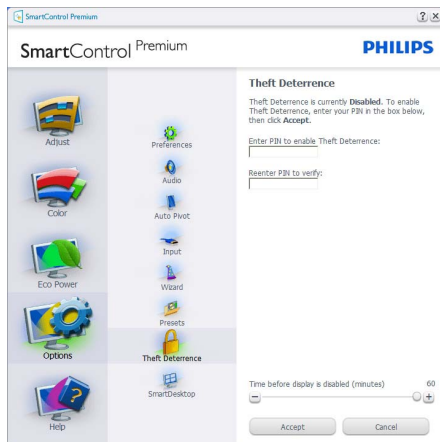 SmartControl Premium
SmartControl Premium
PHILIPS
Adjust
Color
Eco Power
Options
Help
Preferences
Audio
Auto Pivot
Input
Wizard
Presets
Theft Deterrence
SmartDesktop
Theft Deterrence
Theft Deterrence is currently Disabled. To enable
Theft Deterrence, enter your PIN in the box below,
then click Accept.
Enter PIN to enable Theft Deterrence:
Reenter PIN to verify:
Time before display is disabled (minutes) 60
Accept Cancel